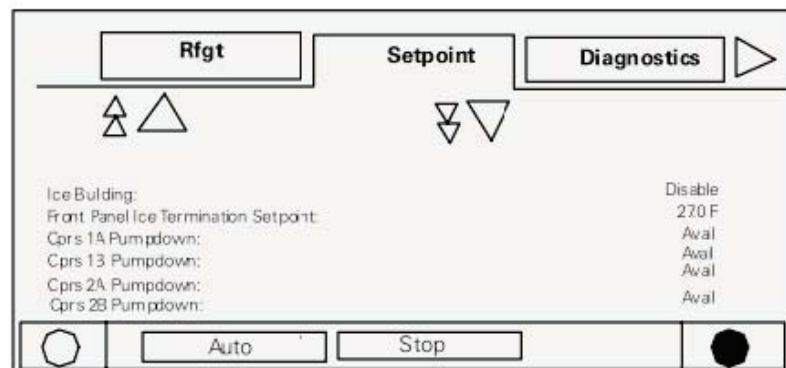 Rfgt Setpoint Diagnostics
Ice Bulding: Disable
Front Panel Ice Termination Setpoint: 27.0 F
Cprs 1A Pumpdown: Aval
Cprs 13 Pumpdown: Aval
Cprs 2A Pumpdown: Aval
Cprs 2B Pumpdown: Aval
Auto Stop